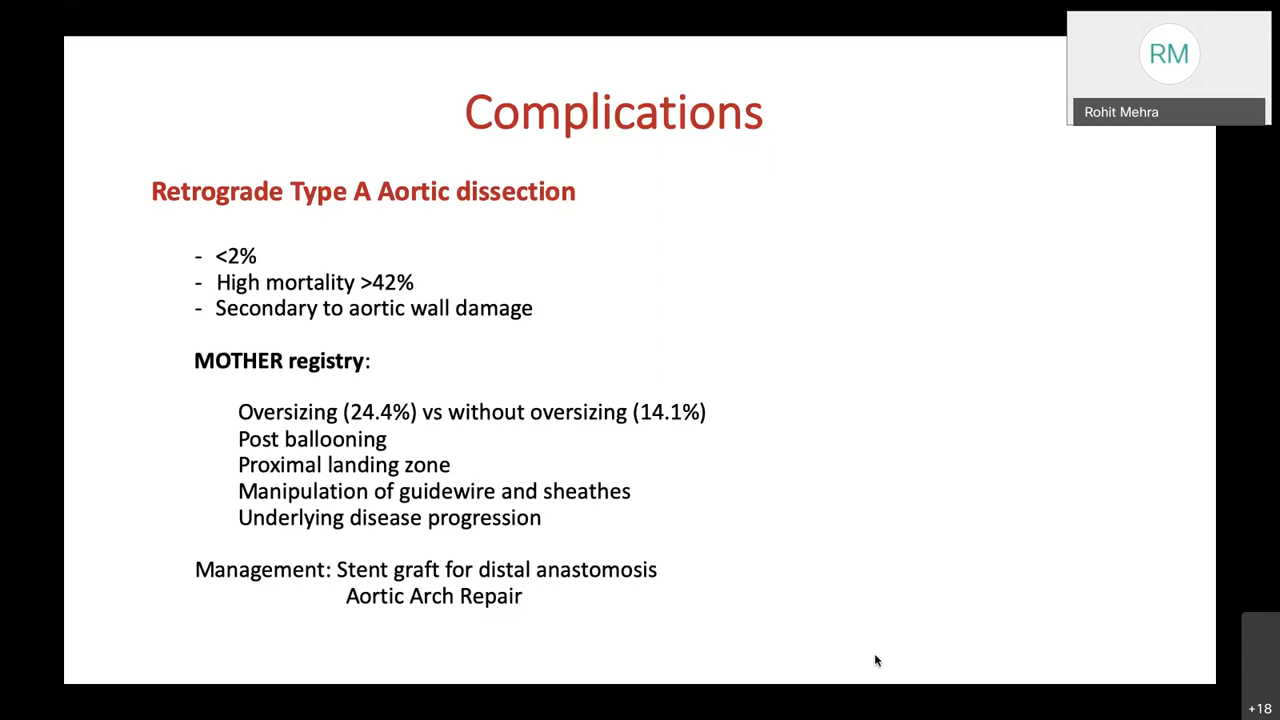 RM
Rohit Mehra
Complications
Retrograde Type A Aortic dissection
- <2%
- High mortality >42%
- Secondary to aortic wall damage
MOTHER registry:
Oversizing (24.4%) vs without oversizing (14.1%)
Post ballooning
Proximal landing zone
Manipulation of guidewire and sheathes
Underlying disease progression
Management: Stent graft for distal anastomosis
Aortic Arch Repair
+18